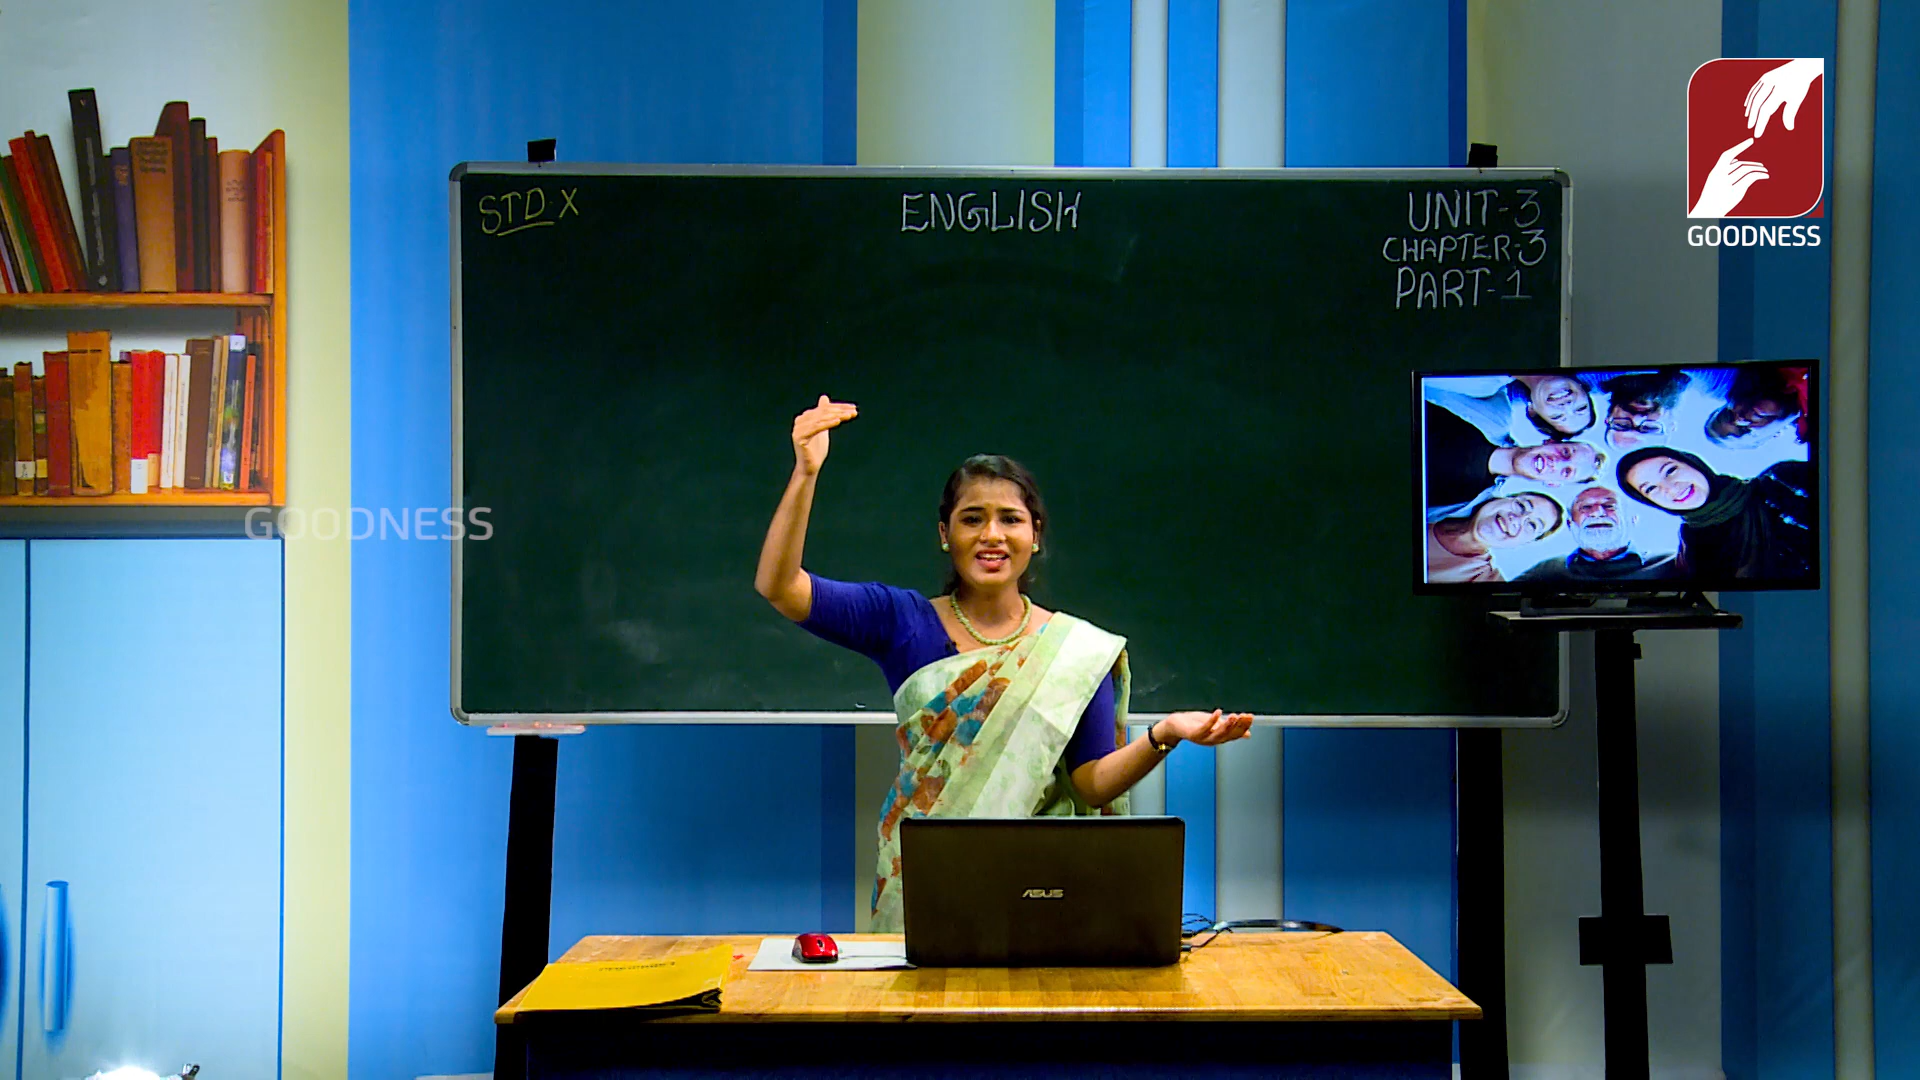 STD. X
ENGLISH
UNIT-3
CHAPTER-3
PART-1
GOODNESS
GOODNESS
ASUS